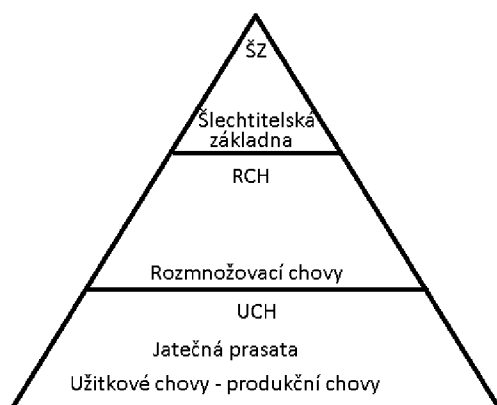 ŠZ
Šlechtitelská
základna
RCH
Rozmnožovací chovy
UCH
Jatečná prasata
Užitkové chovy - produkční chovy